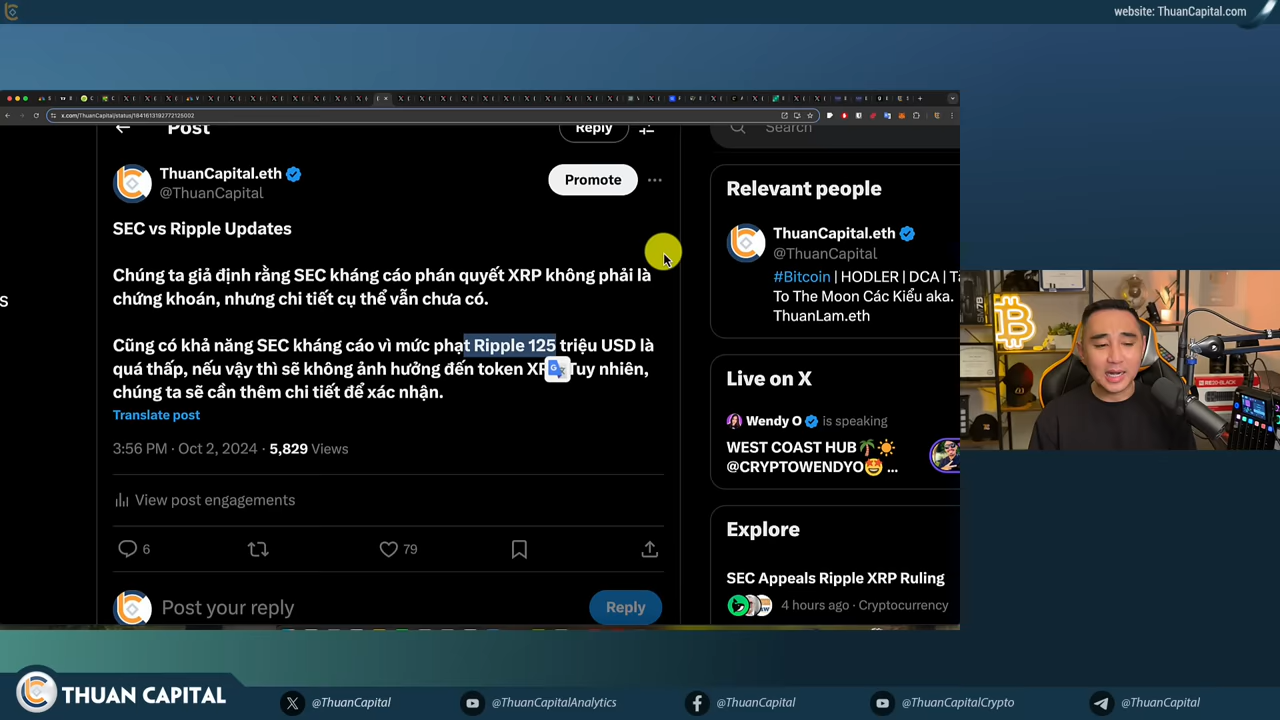 website: ThuanCapital.com
x.com/ThuanCapital/status/1841613192772125002
Post
Reply
Search
ThuanCapital.eth
@ThuanCapital
Promote
SEC vs Ripple Updates
Chúng ta giả định rằng SEC kháng cáo phán quyết XRP không phải là
chứng khoán, nhưng chi tiết cụ thể vẫn chưa có.
Cũng có khả năng SEC kháng cáo vì mức phạt Ripple 125 triệu USD là
quá thấp, nếu vậy thì sẽ không ảnh hưởng đến token XR Tuy nhiên,
chúng ta sẽ cần thêm chi tiết để xác nhận.
Translate post
3:56 PM · Oct 2, 2024 · 5,829 Views
View post engagements
6
79
Post your reply
Reply
Relevant people
ThuanCapital.eth
@ThuanCapital
#Bitcoin | HODLER | DCA | Tà
To The Moon Các Kiểu aka.
ThuanLam.eth
Live on X
Wendy O is speaking
WEST COAST HUB🌴☀️
@CRYPTOWENDYO🤩 ...
Explore
SEC Appeals Ripple XRP Ruling
4 hours ago · Cryptocurrency
s
THUAN CAPITAL
@ThuanCapital
@ThuanCapitalAnalytics
@ThuanCapital
@ThuanCapitalCrypto
@ThuanCapital